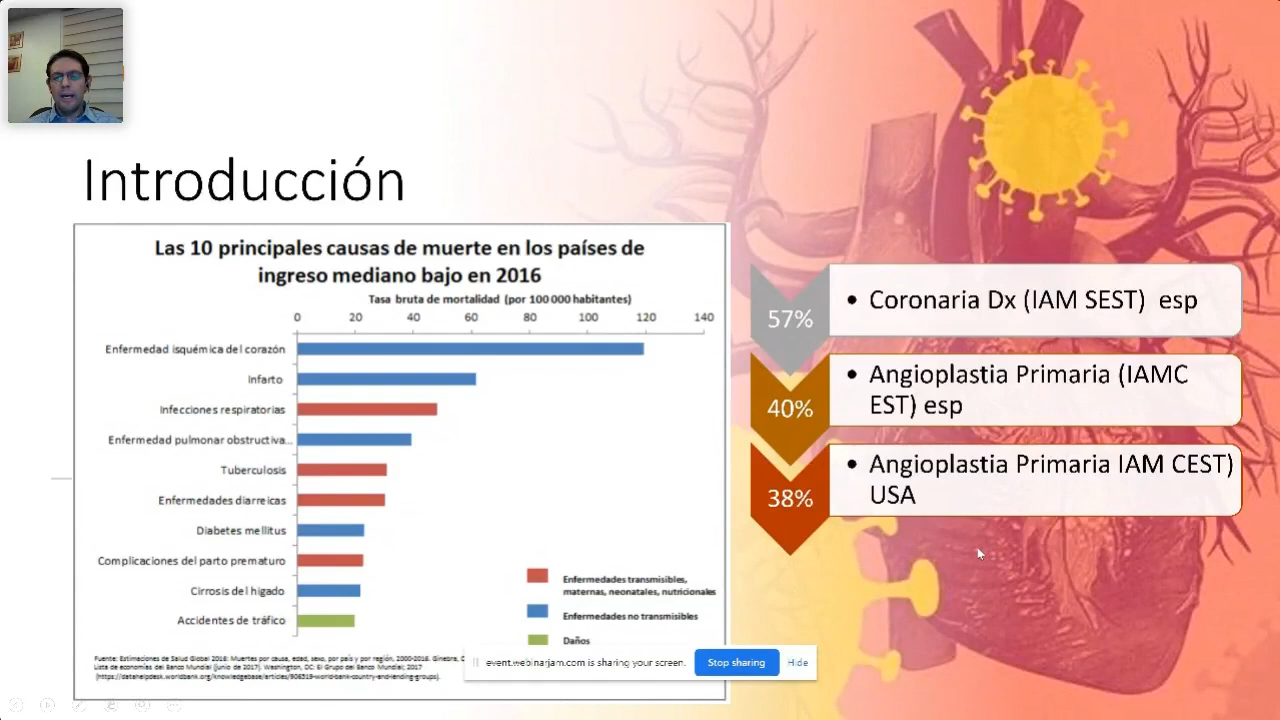 Introducción
Las 10 principales causas de muerte en los países de
ingreso mediano bajo en 2016
Tasa bruta de mortalidad (por 100 000 habitantes)
0 20 40 60 80 100 120 140
Enfermedad isquémica del corazón
Infarto
Infecciones respiratorias
Enfermedad pulmonar obstructiva...
Tuberculosis
Enfermedades diarreicas
Diabetes mellitus
Complicaciones del parto prematuro
Cirrosis del hígado
Accidentes de tráfico
Enfermedades transmisibles,
maternas, neonatales, nutricionales
Enfermedades no transmisibles
Daños
Fuente: Estimaciones de Salud Global 2016: Muertes por causa, edad, sexo, por país y por región, 2000-2016. Ginebra,
Lista de economías del Banco Mundial (junio de 2017). Washington, DC: El Grupo del Banco Mundial; 2017
(https://datahelpdesk.worldbank.org/knowledgebase/articles/906519-world-bank-country-and-lending-groups).
57%
• Coronaria Dx (IAM SEST) esp
40%
• Angioplastia Primaria (IAMC
EST) esp
38%
• Angioplastia Primaria IAM CEST)
USA
event.webinarjam.com is sharing your screen.
Stop sharing
Hide